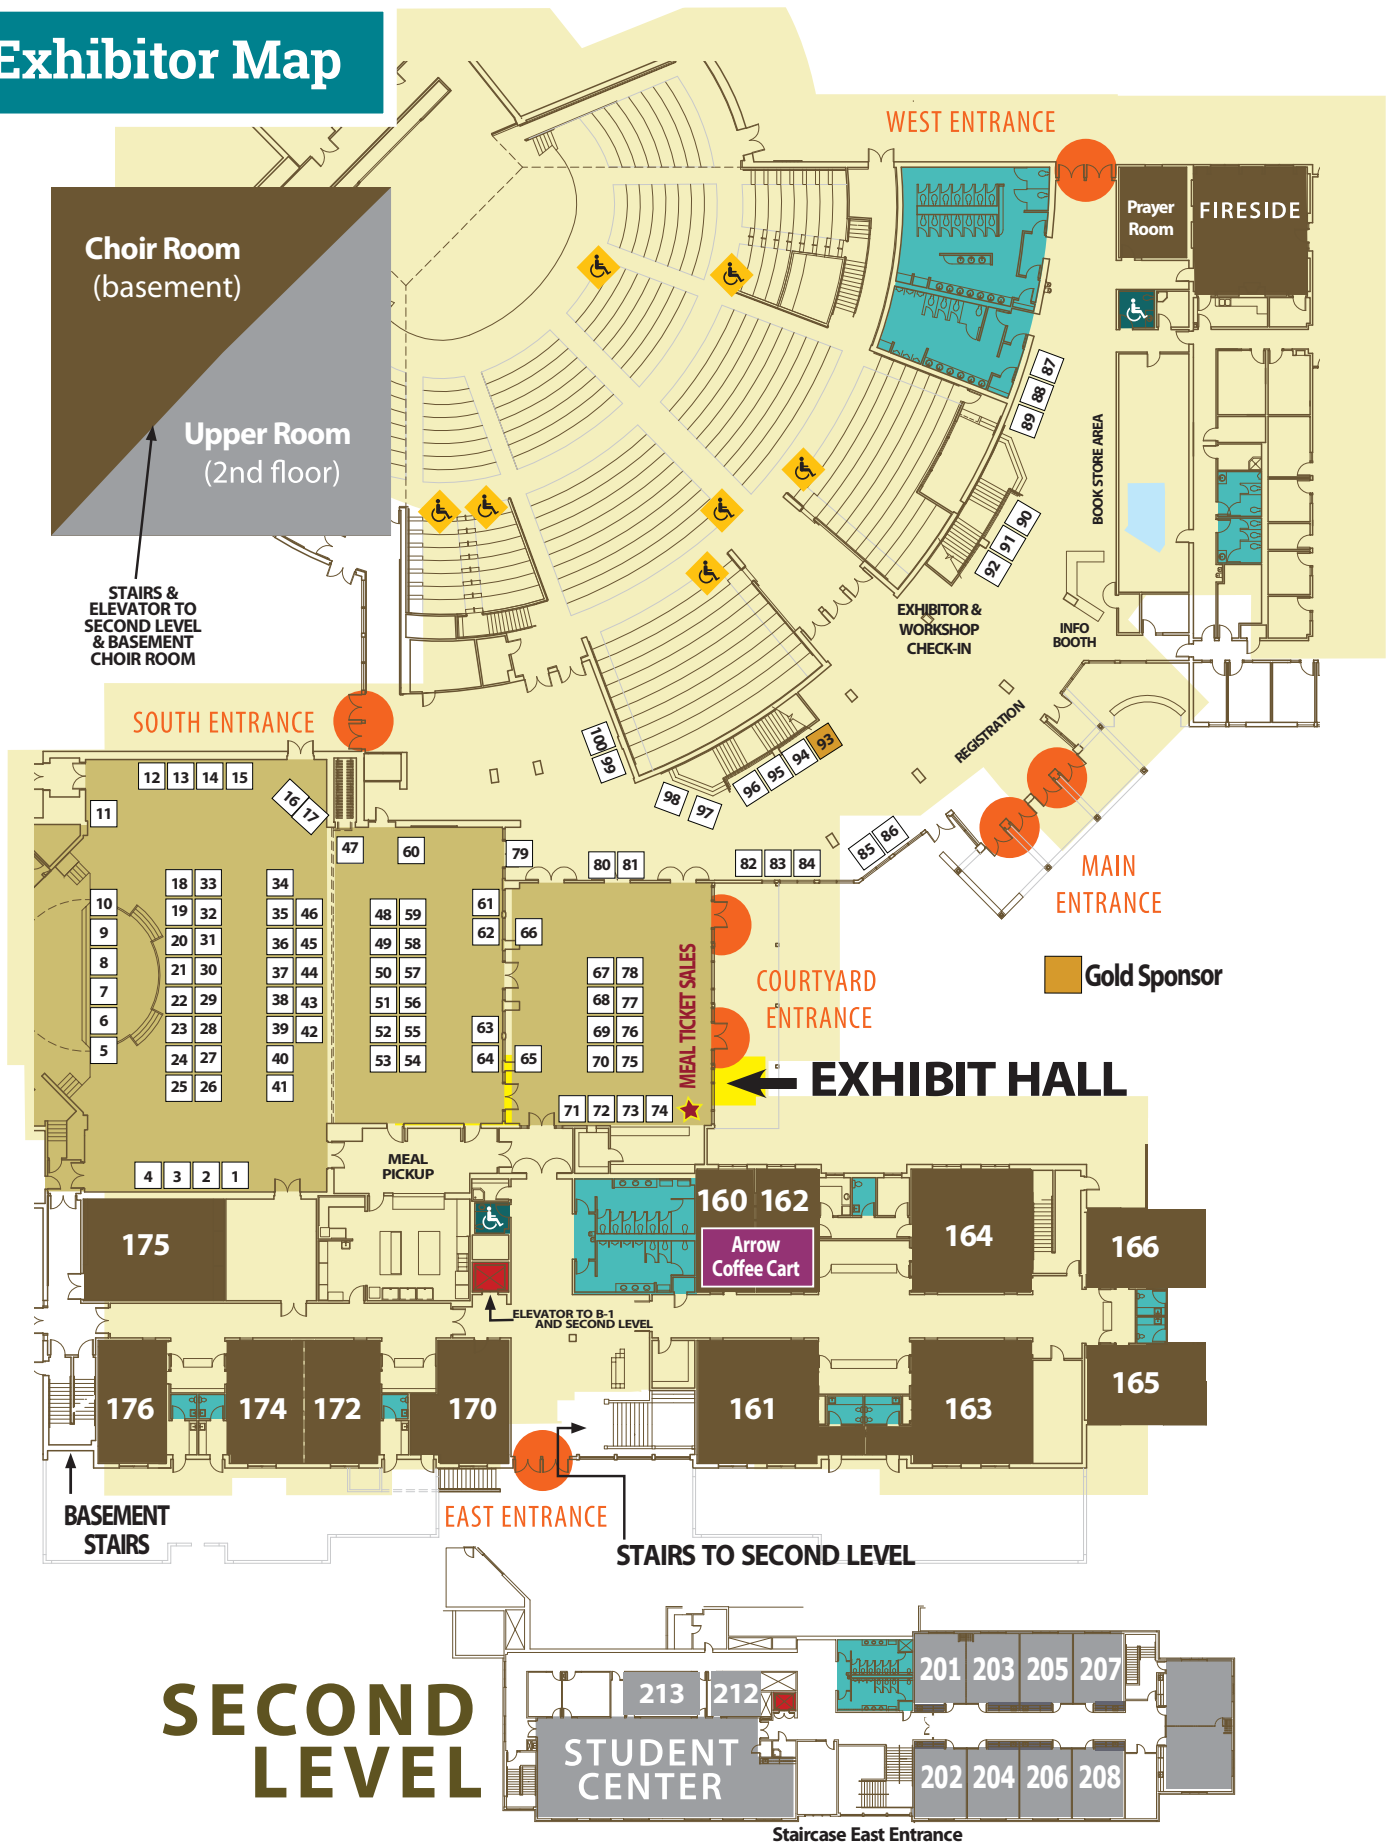 Exhibitor Map
WEST ENTRANCE
Prayer
Room
FIRESIDE
Choir Room
(basement)
Upper Room
(2nd floor)
87
88
89
BOOK STORE AREA
90
91
92
STAIRS &
ELEVATOR TO
SECOND LEVEL
& BASEMENT
CHOIR ROOM
EXHIBITOR &
WORKSHOP
CHECK-IN
INFO
BOOTH
SOUTH ENTRANCE
REGISTRATION
100
99
98
97
96
95
94
93
12 13 14 15
16
17
11
47
60
79
80 81
82 83 84
85
86
MAIN
ENTRANCE
18 33
34
10
19 32
35 46
48 59
61
9
20 31
36 45
49 58
62
66
8
21 30
37 44
50 57
67 78
7
22 29
38 43
51 56
68 77
6
23 28
39 42
52 55
63
69 76
5
24 27
40
53 54
64
65
70 75
25 26
41
71 72 73 74
MEAL TICKET SALES
COURTYARD
ENTRANCE
Gold Sponsor
EXHIBIT HALL
4 3 2 1
MEAL
PICKUP
175
160 162
Arrow
Coffee Cart
164
166
ELEVATOR TO B-1
AND SECOND LEVEL
176
174
172
170
161
163
165
BASEMENT
STAIRS
EAST ENTRANCE
STAIRS TO SECOND LEVEL
SECOND
LEVEL
213
212
201 203 205 207
STUDENT
CENTER
202 204 206 208
Staircase East Entrance